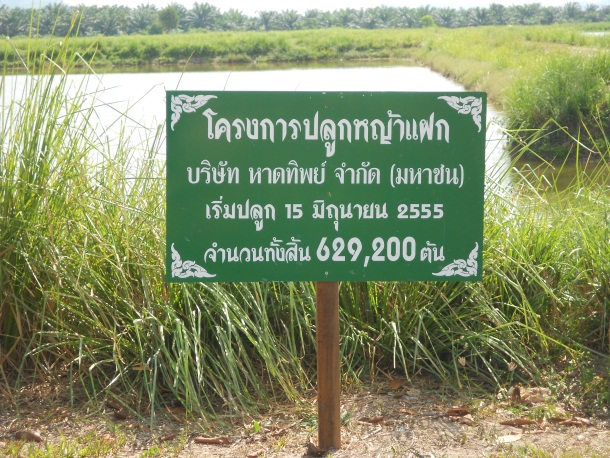 โครงการปลูกหญ้าแฝก
บริษัท หาดทิพย์ จำกัด (มหาชน)
เริ่มปลูก 15 มิถุนายน 2555
จำนวนทั้งสิ้น 629,200 ตัน